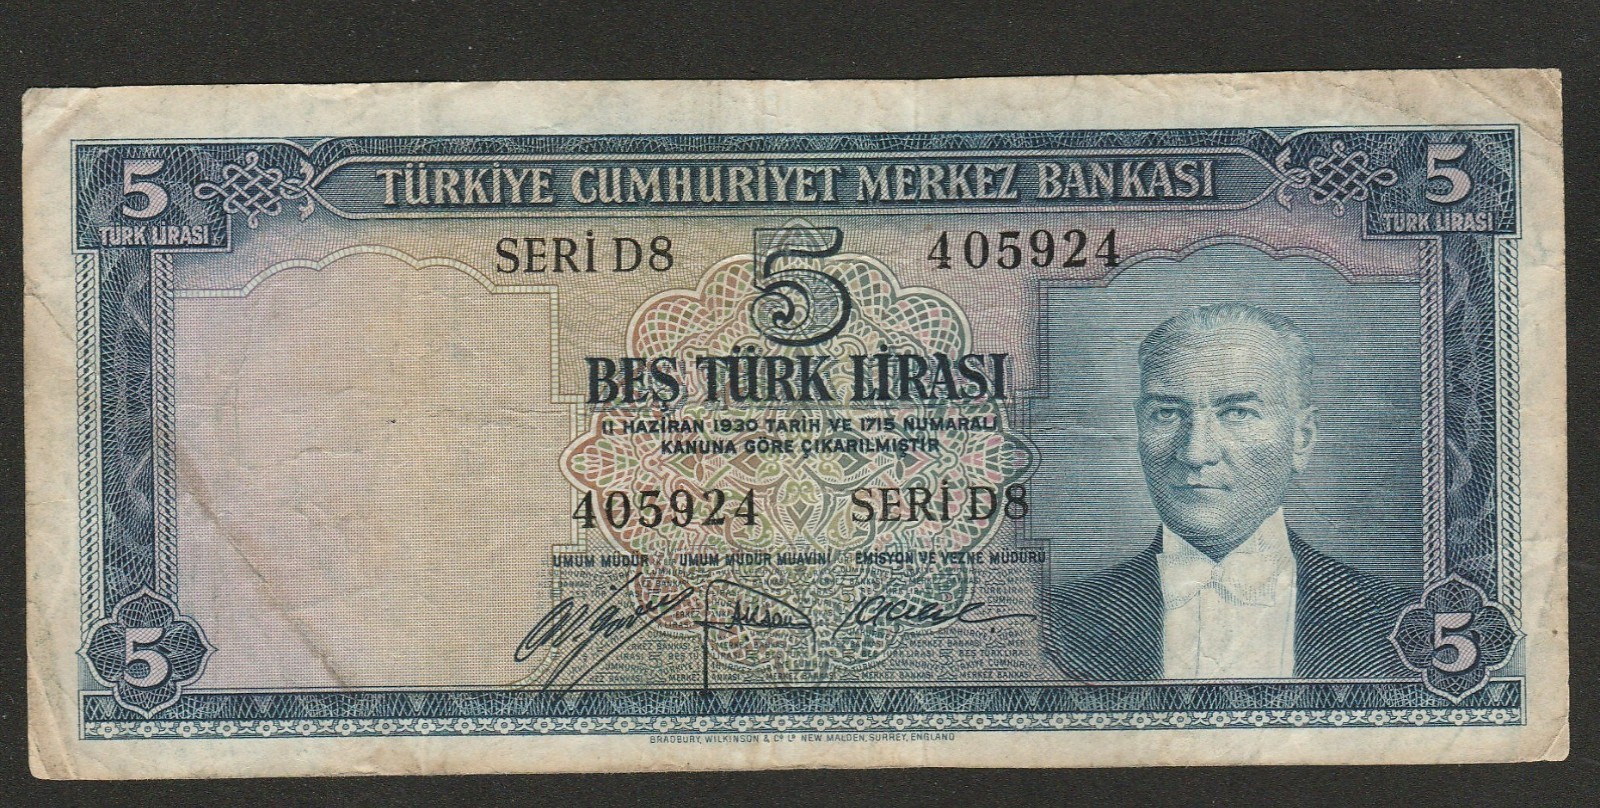 5 TÜRKİYE CUMHURİYET MERKEZ BANKASI 5
TÜRK LİRASI TÜRK LİRASI
SERİ D8 5 405924
BEŞ TÜRK LİRASI
11 HAZİRAN 1930 TARİH VE 1715 NUMARALI
KANUNA GÖRE ÇIKARILMIŞTIR
405924 SERİ D8
UMUM MÜDÜR UMUM MÜDÜR MUAVİNİ EMİSYON VE VEZNE MÜDÜRÜ
5 5
BRADBURY, WILKINSON & Cº Lᴰ NEW MALDEN, SURREY, ENGLAND